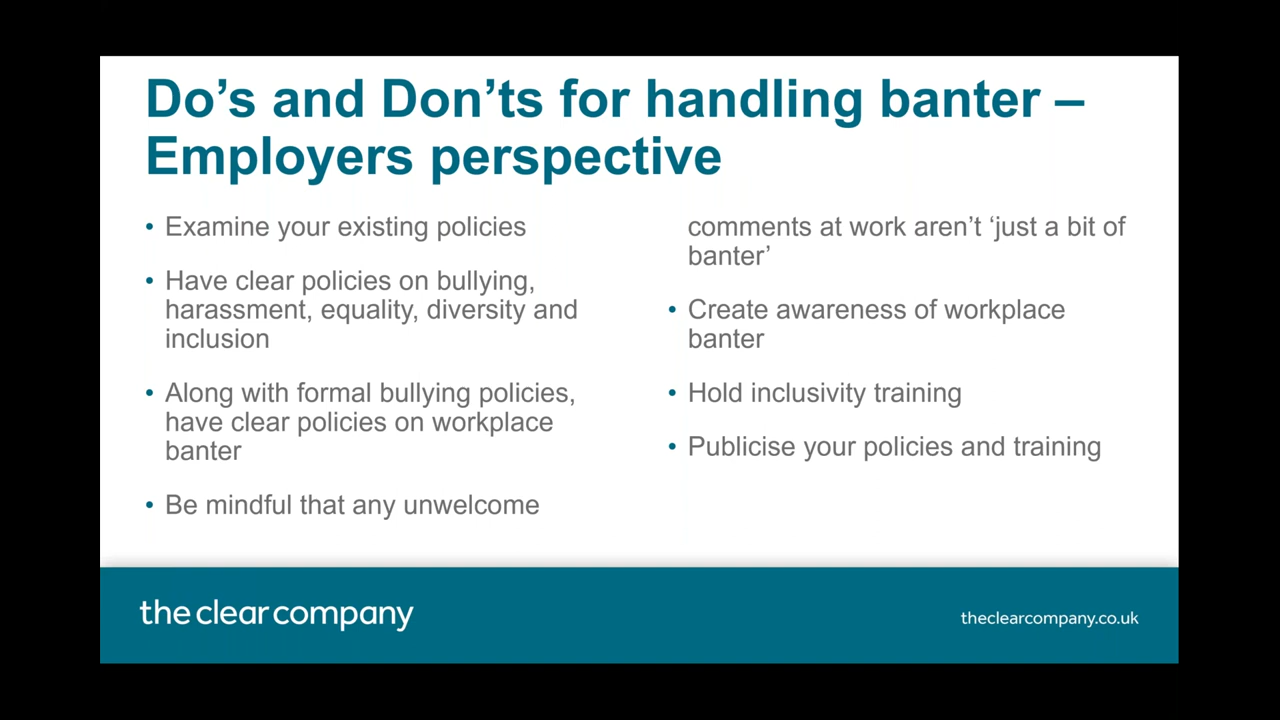 Do’s and Don’ts for handling banter –
Employers perspective
• Examine your existing policies
• Have clear policies on bullying,
harassment, equality, diversity and
inclusion
• Along with formal bullying policies,
have clear policies on workplace
banter
• Be mindful that any unwelcome
comments at work aren’t ‘just a bit of
banter’
• Create awareness of workplace
banter
• Hold inclusivity training
• Publicise your policies and training
the clear company
theclearcompany.co.uk